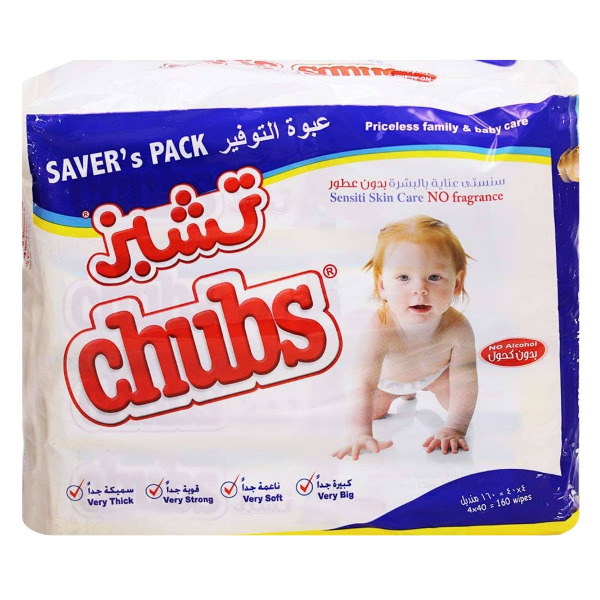 SAVER's PACK عبوة التوفير
Priceless family & baby care
سنستي عناية بالبشرة بدون عطور
Sensiti Skin Care NO fragrance
تشبز ®
chubs ®
NO Alcohol
بدون كحول
سميكة جداً
Very Thick
قوية جداً
Very Strong
ناعمة جداً
Very Soft
كبيرة جداً
Very Big
٤×٤٠ = ١٦٠ منديل
4x40 = 160 wipes